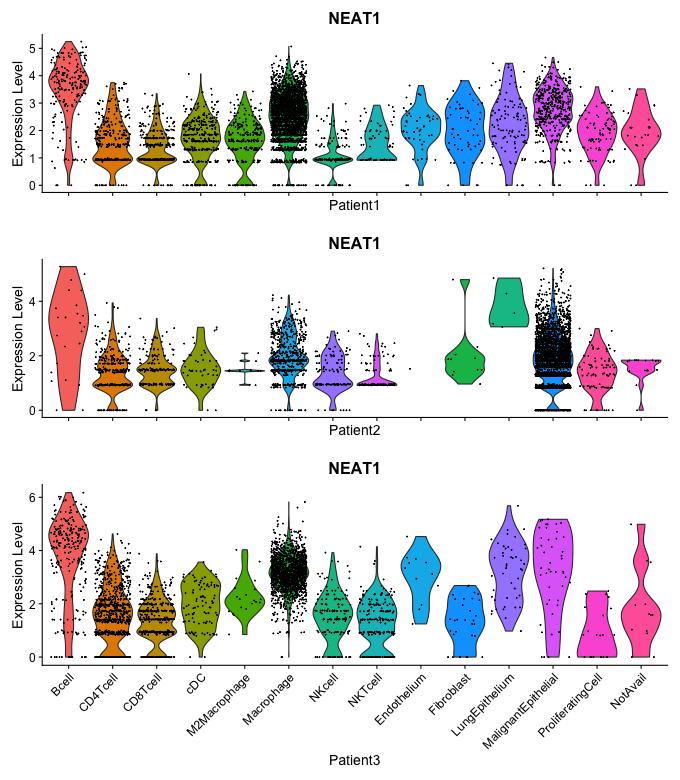 NEAT1
Expression Level
5
4
3
2
1
0
Patient1
NEAT1
Expression Level
4
2
0
Patient2
NEAT1
Expression Level
6
4
2
0
Bcell
CD4Tcell
CD8Tcell
cDC
M2Macrophage
Macrophage
NKcell
NKTcell
Endothelium
Fibroblast
LungEpithelium
MalignantEpithelial
ProliferatingCell
NotAvail
Patient3